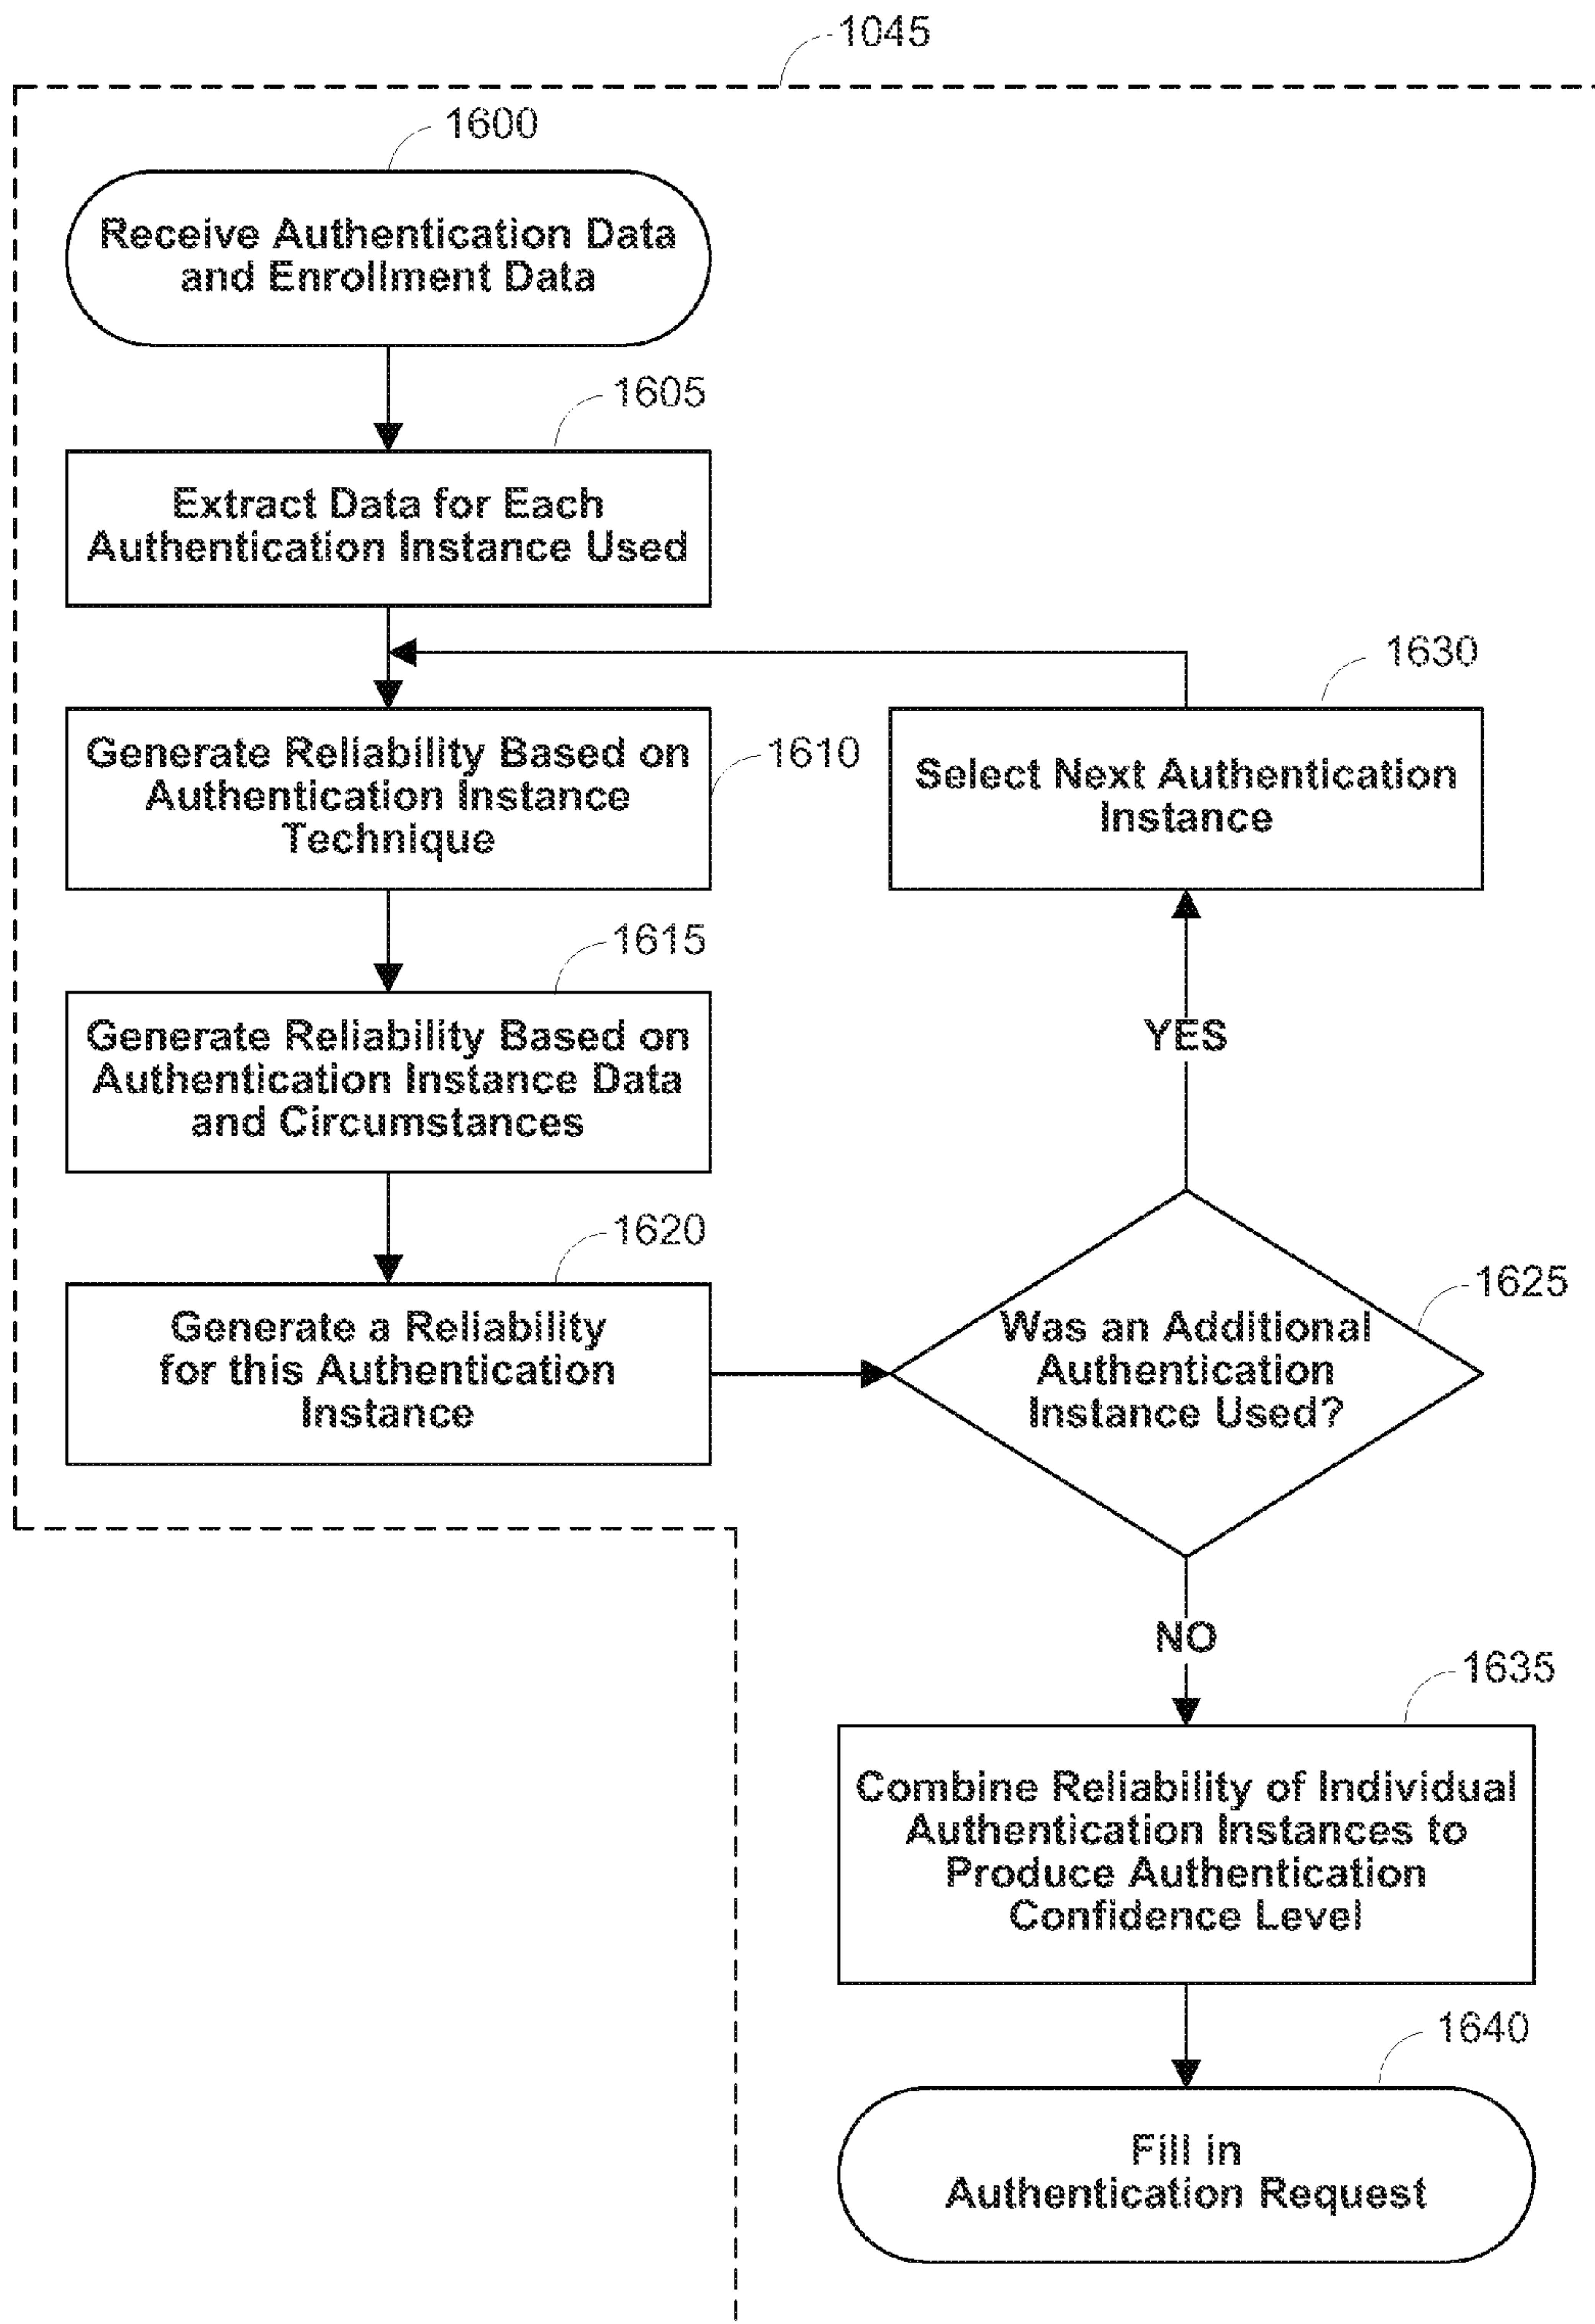 1045
1600
Receive Authentication Data
and Enrollment Data
1605
Extract Data for Each
Authentication Instance Used
1630
Generate Reliability Based on
Authentication Instance
Technique
1610
Select Next Authentication
Instance
1615
Generate Reliability Based on
Authentication Instance Data
and Circumstances
YES
1620
Generate a Reliability
for this Authentication
Instance
1625
Was an Additional
Authentication
Instance Used?
NO
1635
Combine Reliability of Individual
Authentication Instances to
Produce Authentication
Confidence Level
1640
Fill in
Authentication Request